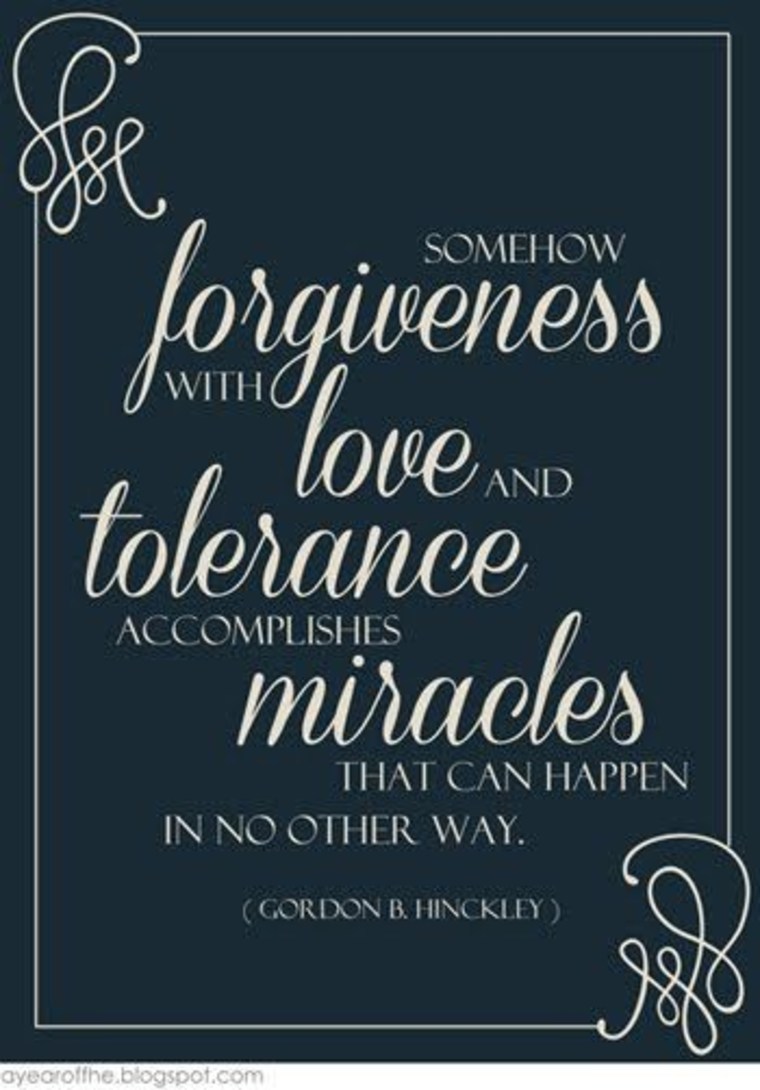 SOMEHOW
forgiveness
WITH
love AND
tolerance
ACCOMPLISHES
miracles
THAT CAN HAPPEN
IN NO OTHER WAY.
( GORDON B. HINCKLEY )
ayearoffhe.blogspot.com